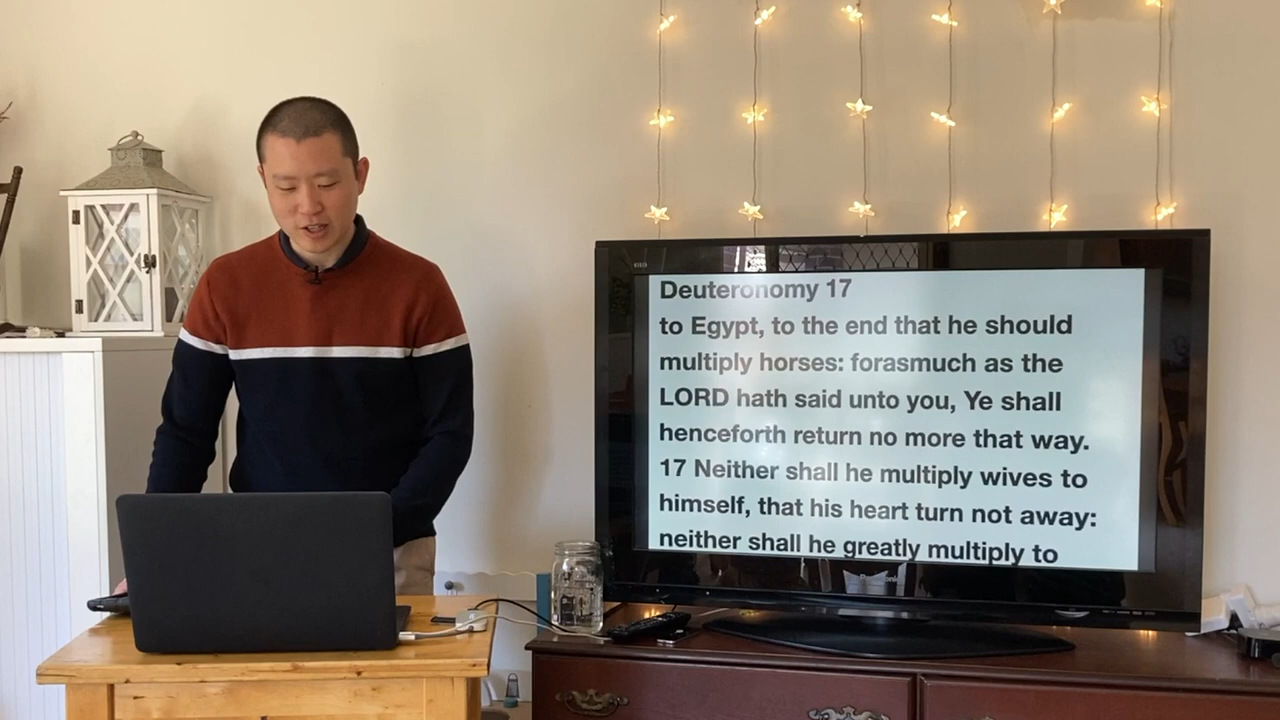 Deuteronomy 17
to Egypt, to the end that he should
multiply horses: forasmuch as the
LORD hath said unto you, Ye shall
henceforth return no more that way.
17 Neither shall he multiply wives to
himself, that his heart turn not away:
neither shall he greatly multiply to
Panasonic